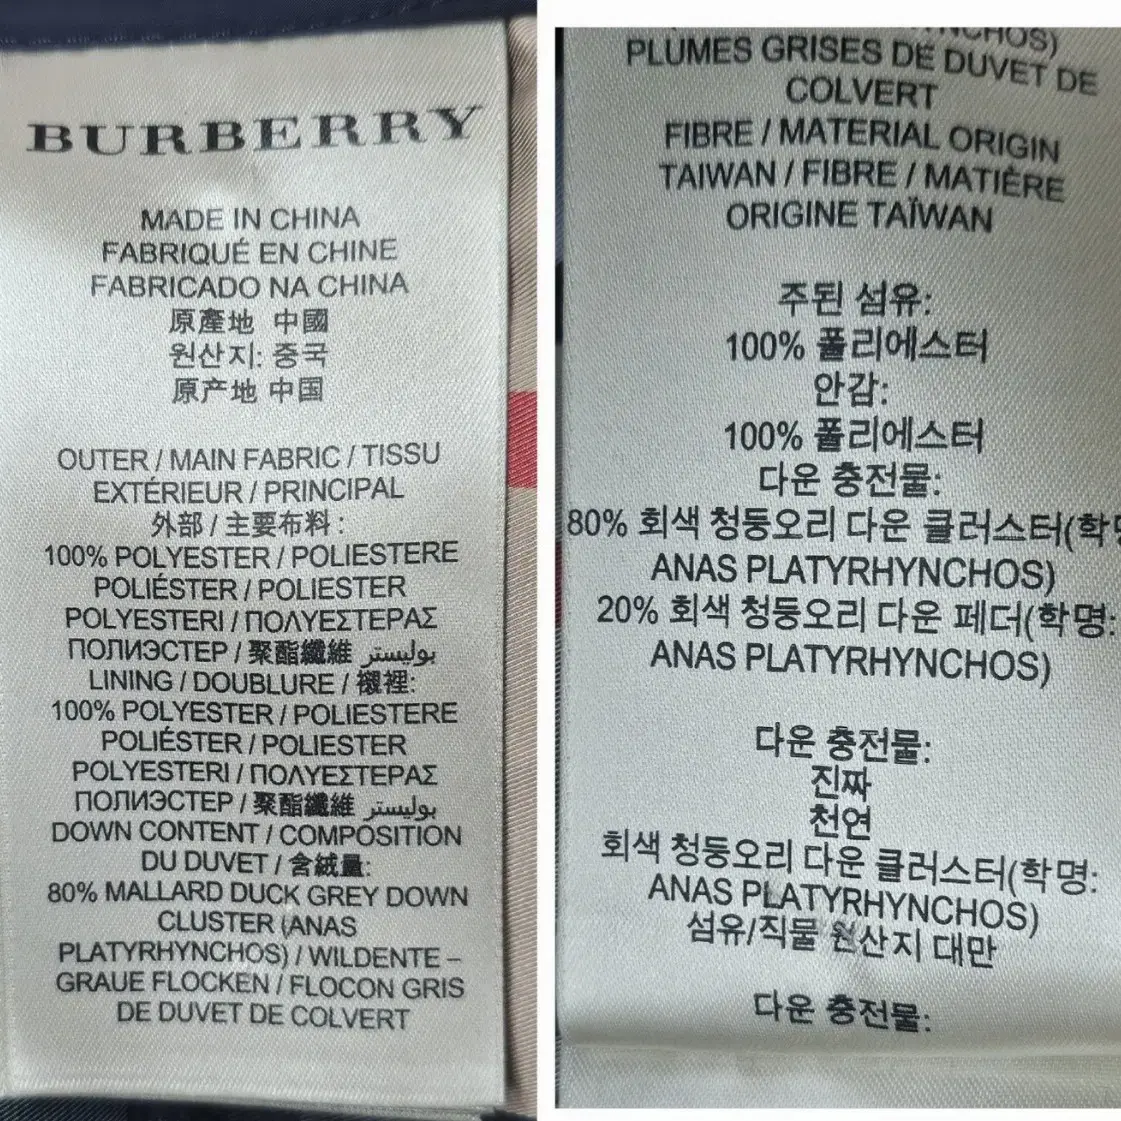 BURBERRY
MADE IN CHINA
FABRIQUÉ EN CHINE
FABRICADO NA CHINA
原產地 中國
원산지: 중국
原产地 中国
OUTER / MAIN FABRIC / TISSU
EXTÉRIEUR / PRINCIPAL
外部 / 主要布料 :
100% POLYESTER / POLIESTERE
POLIÉSTER / POLIESTER
POLYESTERI / ΠΟΛΥΕΣΤΕΡΑΣ
ПОЛИЭСТЕР / 聚酯纖維 بوليستر
LINING / DOUBLURE / 襯裡:
100% POLYESTER / POLIESTERE
POLIÉSTER / POLIESTER
POLYESTERI / ΠΟΛΥΕΣΤΕΡΑΣ
ПОЛИЭСТЕР / 聚酯纖維 بوليستر
DOWN CONTENT / COMPOSITION
DU DUVET / 含絨量:
80% MALLARD DUCK GREY DOWN
CLUSTER (ANAS
PLATYRHYNCHOS) / WILDENTE –
GRAUE FLOCKEN / FLOCON GRIS
DE DUVET DE COLVERT
PLUMES GRISES DE DUVET DE
COLVERT
FIBRE / MATERIAL ORIGIN
TAIWAN / FIBRE / MATIÈRE
ORIGINE TAÏWAN
주된 섬유:
100% 폴리에스터
안감:
100% 폴리에스터
다운 충전물:
80% 회색 청둥오리 다운 클러스터(학명
ANAS PLATYRHYNCHOS)
20% 회색 청둥오리 다운 페더(학명:
ANAS PLATYRHYNCHOS)
다운 충전물:
진짜
천연
회색 청둥오리 다운 클러스터(학명:
ANAS PLATYRHYNCHOS)
섬유/직물 원산지 대만
다운 충전물: